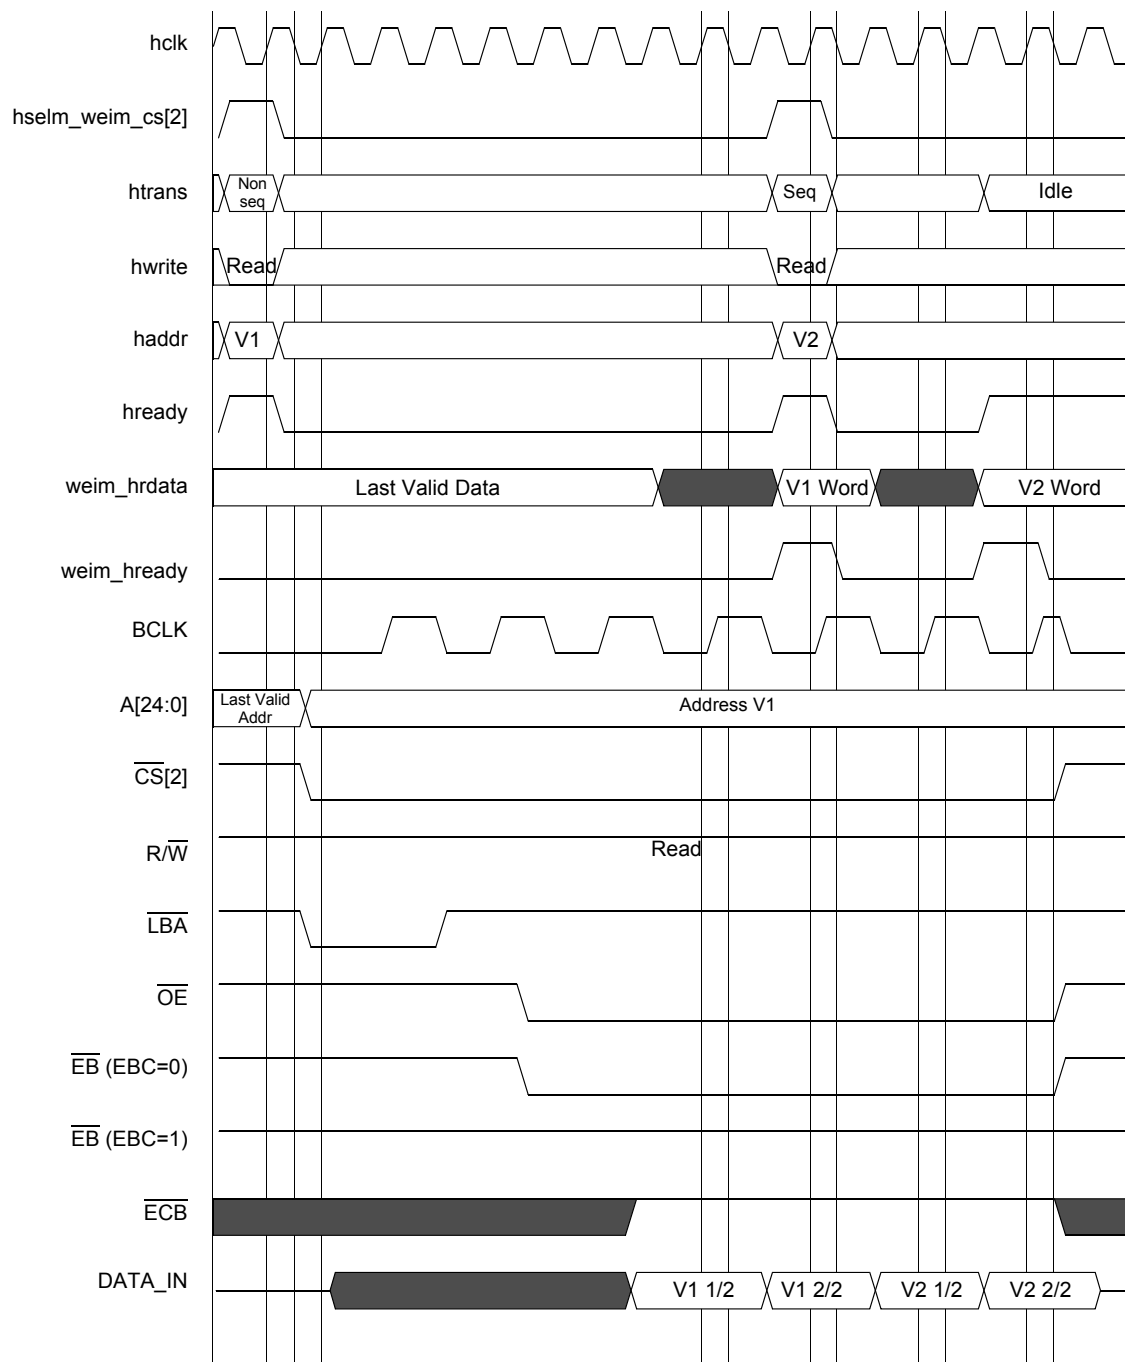 hclk
hselm_weim_cs[2]
htrans
Non
seq
Seq
Idle
hwrite
Read
Read
haddr
V1
V2
hready
weim_hrdata
Last Valid Data
V1 Word
V2 Word
weim_hready
BCLK
A[24:0]
Last Valid
Addr
Address V1
CS[2]
R/W
Read
LBA
OE
EB (EBC=0)
EB (EBC=1)
ECB
DATA_IN
V1 1/2
V1 2/2
V2 1/2
V2 2/2